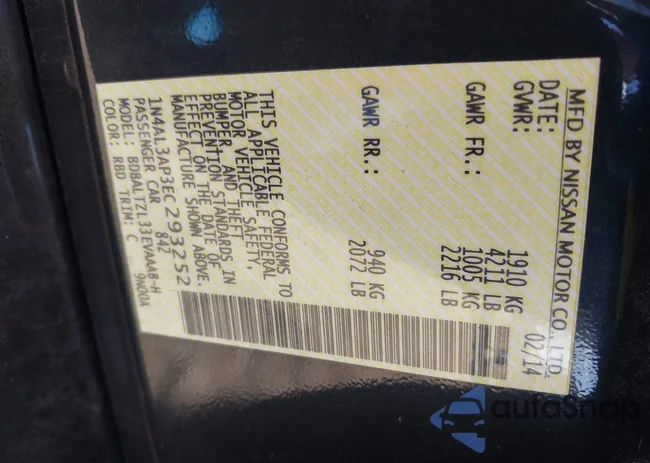 MFD BY NISSAN MOTOR CO., LTD.
DATE: 02/14
GVWR: 1910 KG
4211 LB
GAWR FR.: 1005 KG
2216 LB
GAWR RR.: 940 KG
2072 LB
THIS VEHICLE CONFORMS TO
ALL APPLICABLE FEDERAL
MOTOR VEHICLE SAFETY,
BUMPER, AND THEFT
PREVENTION STANDARDS IN
EFFECT ON THE DATE OF
MANUFACTURE SHOWN ABOVE.
1N4AL3AP3EC293252
PASSENGER CAR 842
MODEL: BDBALTZL33EVAAAB-H
COLOR: RBD TRIM: C 9N00A
autoSnap